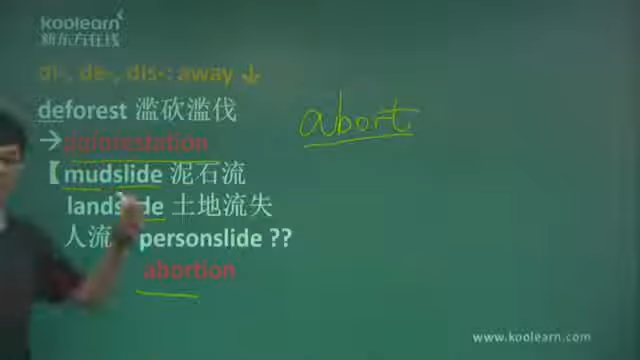 koolearn
新东方在线
di-, de-, dis-: away ↓
deforest 滥砍滥伐
abort
→deforestation
【mudslide 泥石流
landslide 土地流失
人流 personslide ??
abortion
www.koolearn.com